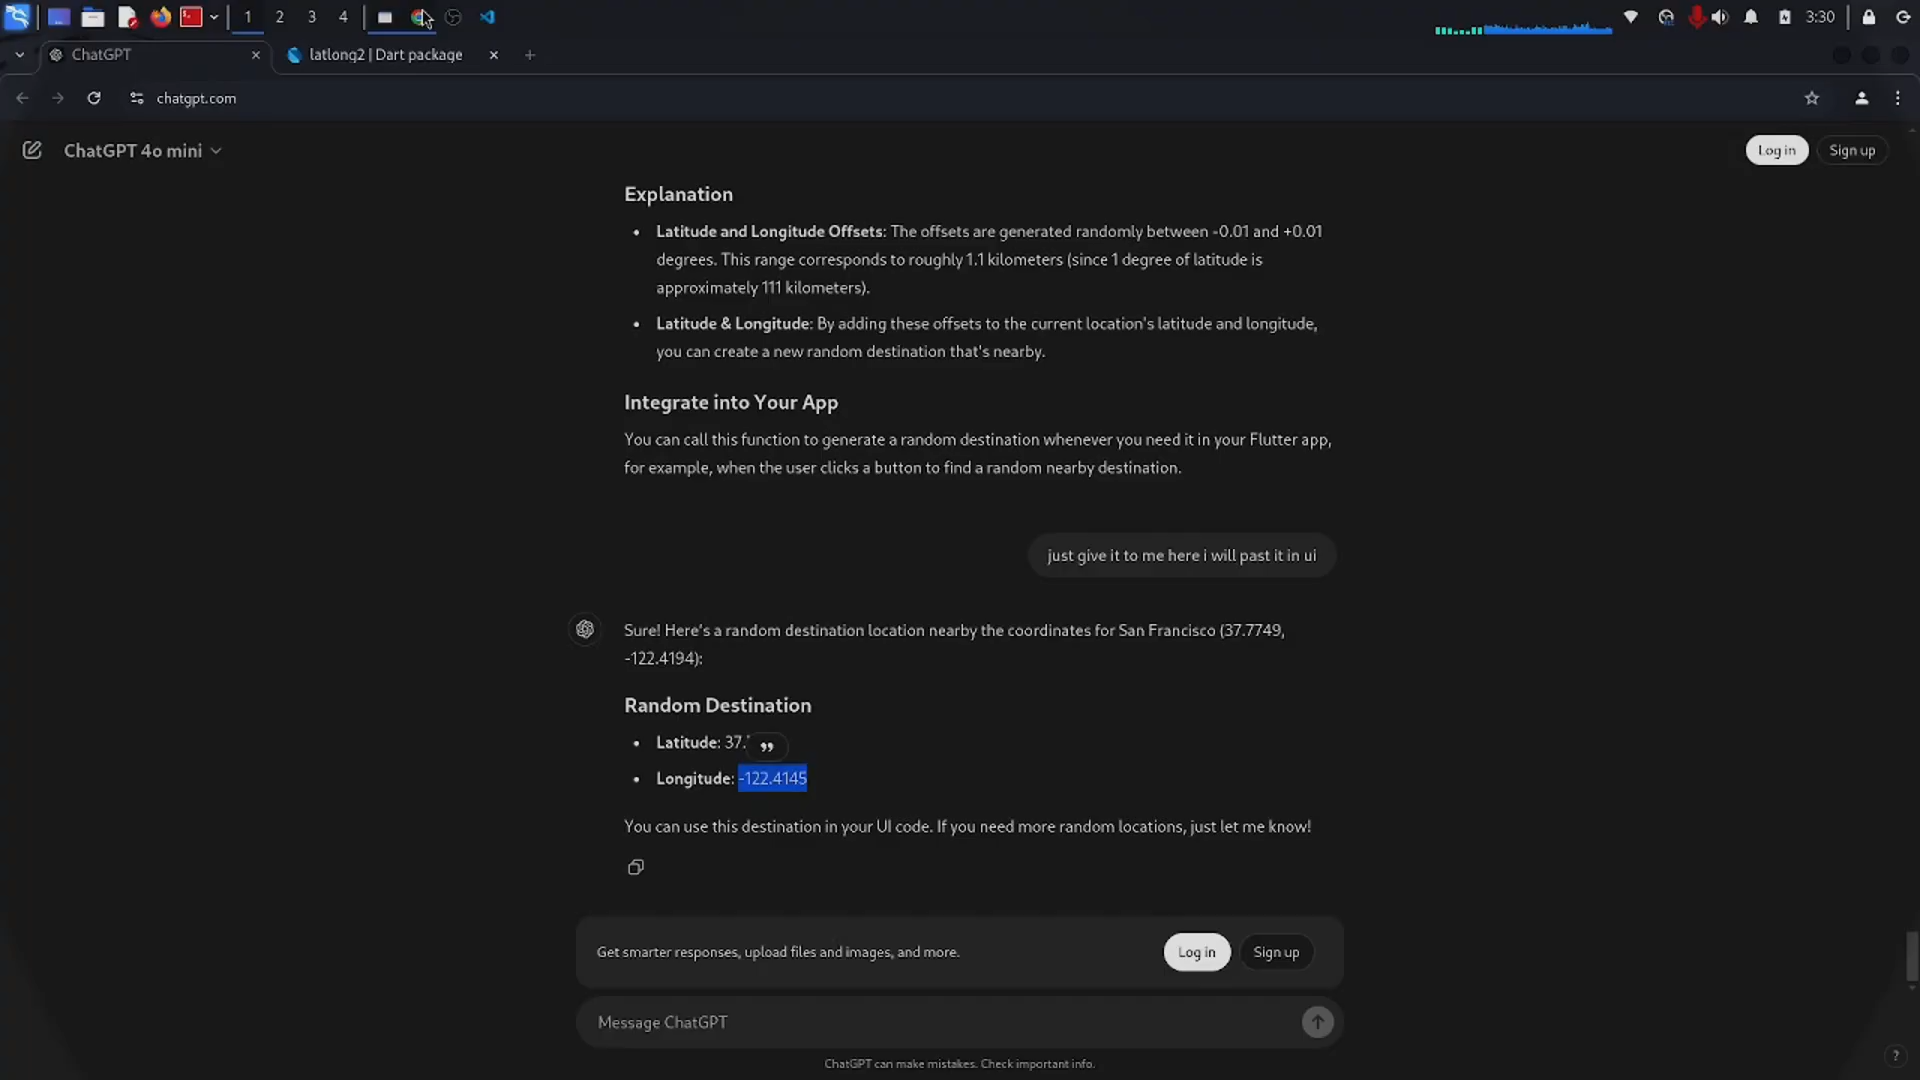 1 2 3 4 3:30
ChatGPT latlong2 | Dart package
chatgpt.com
ChatGPT 4o mini Log in Sign up
Explanation
Latitude and Longitude Offsets: The offsets are generated randomly between -0.01 and +0.01
degrees. This range corresponds to roughly 1.1 kilometers (since 1 degree of latitude is
approximately 111 kilometers).
Latitude & Longitude: By adding these offsets to the current location's latitude and longitude,
you can create a new random destination that's nearby.
Integrate into Your App
You can call this function to generate a random destination whenever you need it in your Flutter app,
for example, when the user clicks a button to find a random nearby destination.
just give it to me here i will past it in ui
Sure! Here's a random destination location nearby the coordinates for San Francisco (37.7749,
-122.4194):
Random Destination
Latitude: 37.
Longitude: -122.4145
You can use this destination in your UI code. If you need more random locations, just let me know!
Get smarter responses, upload files and images, and more. Log in Sign up
Message ChatGPT
ChatGPT can make mistakes. Check important info.
?